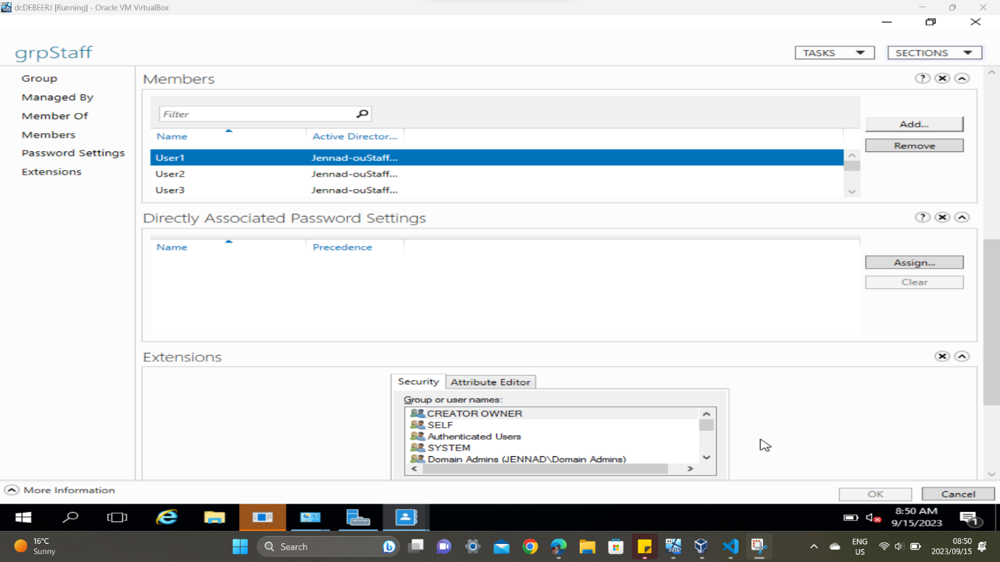 dcDEBEERJ [Running] - Oracle VM VirtualBox
grpStaff
TASKS
SECTIONS
Group
Managed By
Member Of
Members
Password Settings
Extensions
Members
Filter
Name Active Director...
User1 Jennad-ouStaff...
User2 Jennad-ouStaff...
User3 Jennad-ouStaff...
Add...
Remove
Directly Associated Password Settings
Name Precedence
Assign...
Clear
Extensions
Security Attribute Editor
Group or user names:
CREATOR OWNER
SELF
Authenticated Users
SYSTEM
Domain Admins (JENNAD\Domain Admins)
More Information
OK Cancel
8:50 AM
9/15/2023
1
16°C
Sunny
Search
2016
ENG
US
08:50
2023/09/15